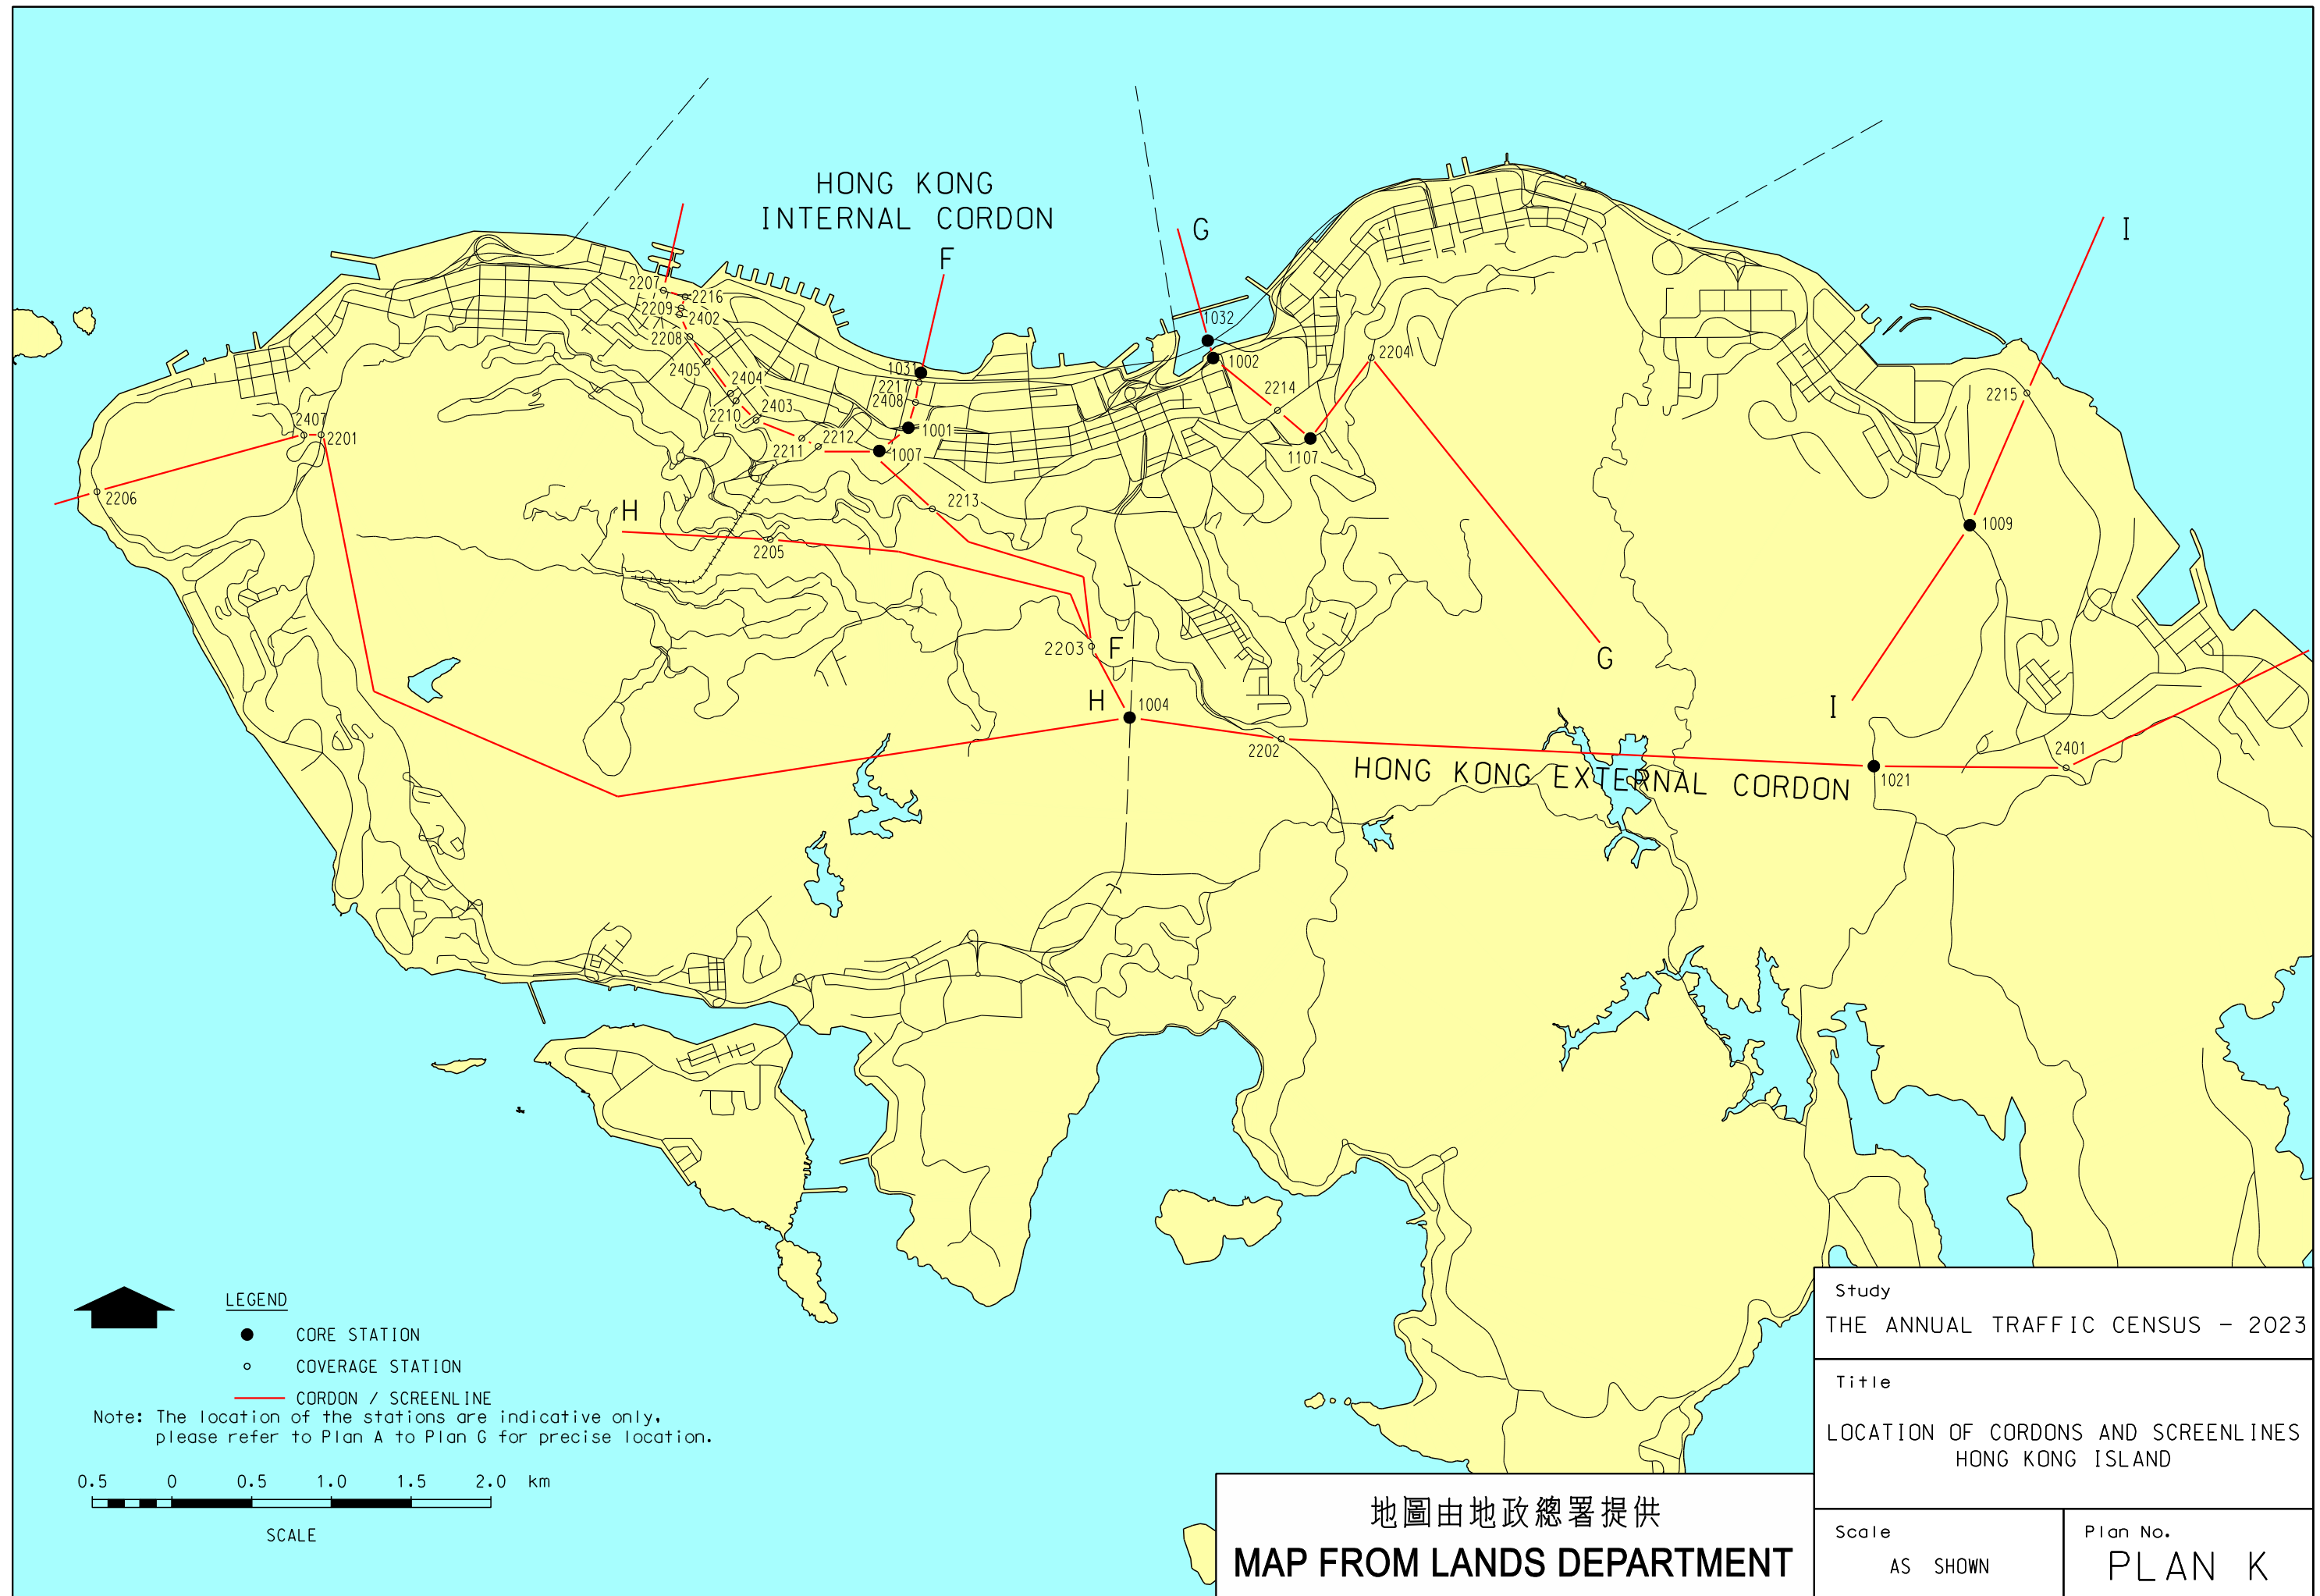 HONG KONG
INTERNAL CORDON
F
G
I
2207
2216
2209
2402
2208
2405
2404
2210
2403
2211
2212
1031
2217
2408
1001
1007
2213
1032
1002
2214
2204
1107
2215
2407
2201
2206
H
2205
1009
2203
F
H
1004
2202
G
I
2401
1021
HONG KONG EXTERNAL CORDON
LEGEND
CORE STATION
COVERAGE STATION
CORDON / SCREENLINE
Note: The location of the stations are indicative only,
please refer to Plan A to Plan G for precise location.
0.5 0 0.5 1.0 1.5 2.0 km
SCALE
地圖由地政總署提供
MAP FROM LANDS DEPARTMENT
Study
THE ANNUAL TRAFFIC CENSUS - 2023
Title
LOCATION OF CORDONS AND SCREENLINES
HONG KONG ISLAND
Scale
AS SHOWN
Plan No.
PLAN K